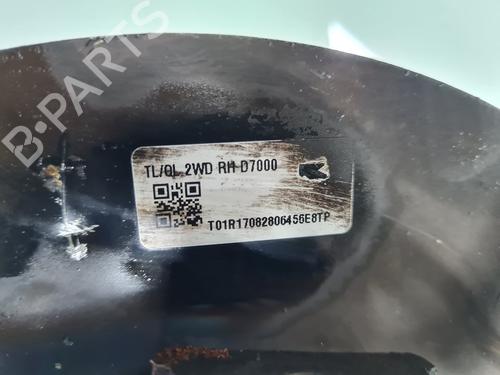 B-PARTS
TL/QL 2WD RH D7000
T01R17082806456E8TP